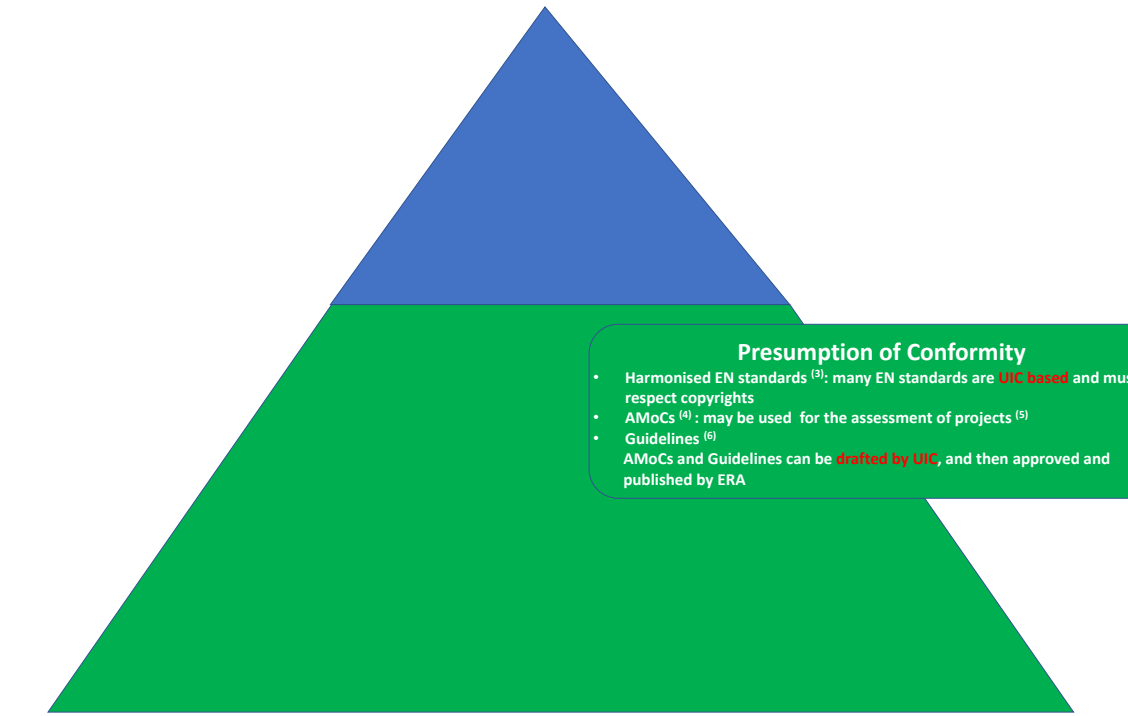 Presumption of Conformity
• Harmonised EN standards (3): many EN standards are UIC based and
respect copyrights
• AMoCs (4) : may be used for the assessment of projects (5)
• Guidelines (6)
AMoCs and Guidelines can be drafted by UIC, and then approved and
published by ERA